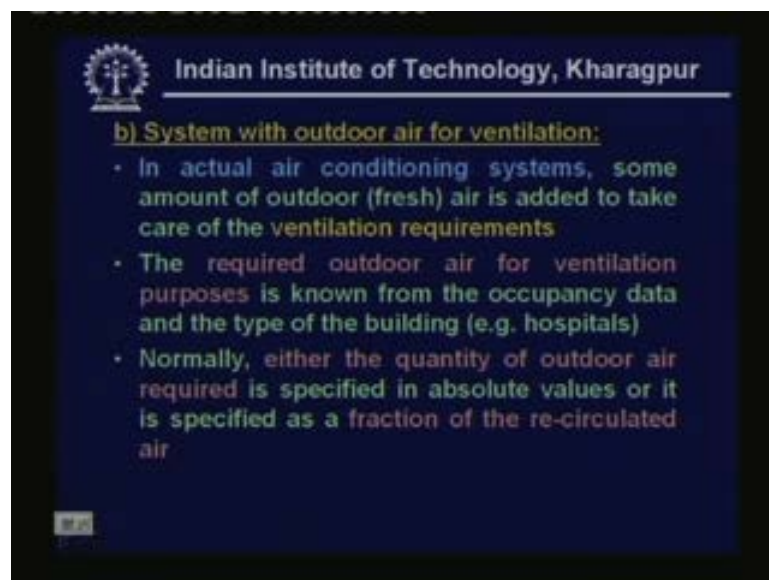 Indian Institute of Technology, Kharagpur
b) System with outdoor air for ventilation:
• In actual air conditioning systems, some
amount of outdoor (fresh) air is added to take
care of the ventilation requirements
• The required outdoor air for ventilation
purposes is known from the occupancy data
and the type of the building (e.g. hospitals)
• Normally, either the quantity of outdoor air
required is specified in absolute values or it
is specified as a fraction of the re-circulated
air